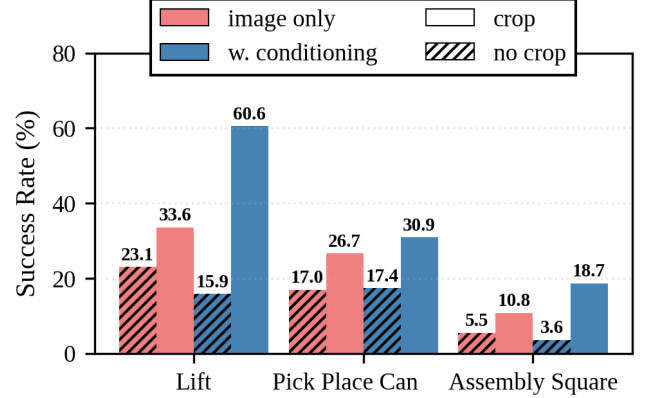 image only
crop
w. conditioning
no crop
Success Rate (%)
80
60
40
20
0
23.1
33.6
15.9
60.6
17.0
26.7
17.4
30.9
5.5
10.8
3.6
18.7
Lift
Pick Place Can
Assembly Square